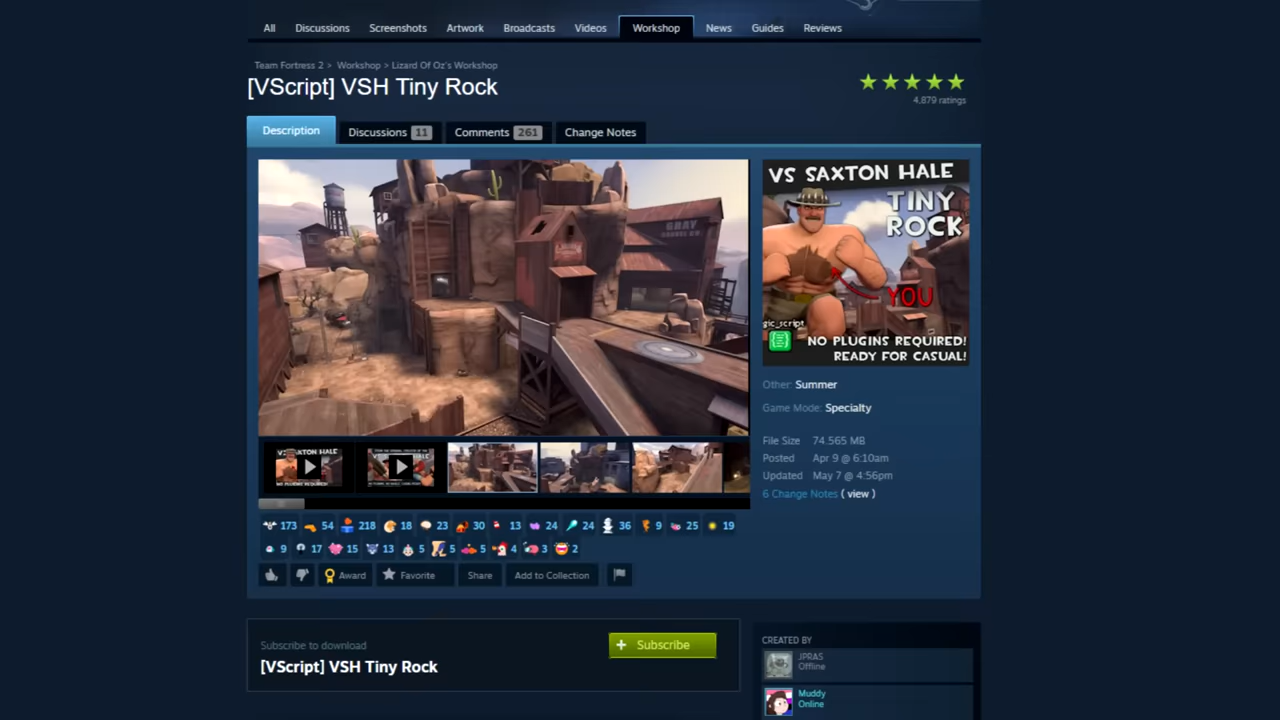 All Discussions Screenshots Artwork Broadcasts Videos Workshop News Guides Reviews
Team Fortress 2 > Workshop > Lizard Of Oz's Workshop
[VScript] VSH Tiny Rock
4,879 ratings
Description Discussions 11 Comments 261 Change Notes
VS SAXTON HALE
TINY
ROCK
YOU
gic_script
NO PLUGINS REQUIRED!
READY FOR CASUAL!
GRAY
Other: Summer
Game Mode: Specialty
File Size 74.565 MB
Posted Apr 9 @ 6:10am
Updated May 7 @ 4:56pm
6 Change Notes ( view )
173 54 218 18 23 30 13 24 24 36 9 25 19
9 17 15 13 5 5 5 4 3 2
Award Favorite Share Add to Collection
Subscribe to download
[VScript] VSH Tiny Rock
+ Subscribe
CREATED BY
JPRAS
Offline
Muddy
Online